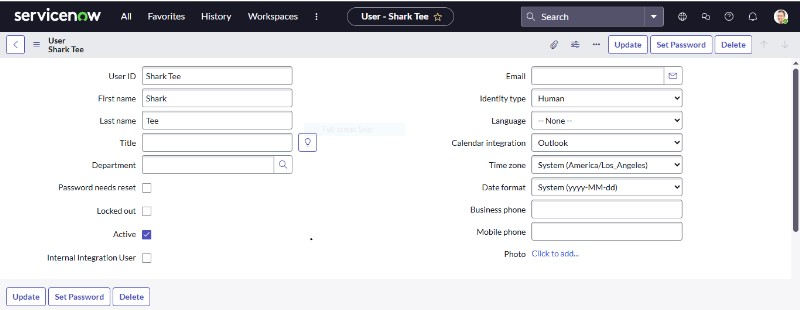 servicenow All Favorites History Workspaces User - Shark Tee Search
User
Shark Tee
Update Set Password Delete
User ID Shark Tee
First name Shark
Last name Tee
Title
Department
Password needs reset
Locked out
Active
Internal Integration User
Email
Identity type Human
Language -- None --
Calendar integration Outlook
Time zone System (America/Los_Angeles)
Date format System (yyyy-MM-dd)
Business phone
Mobile phone
Photo Click to add...
Update Set Password Delete